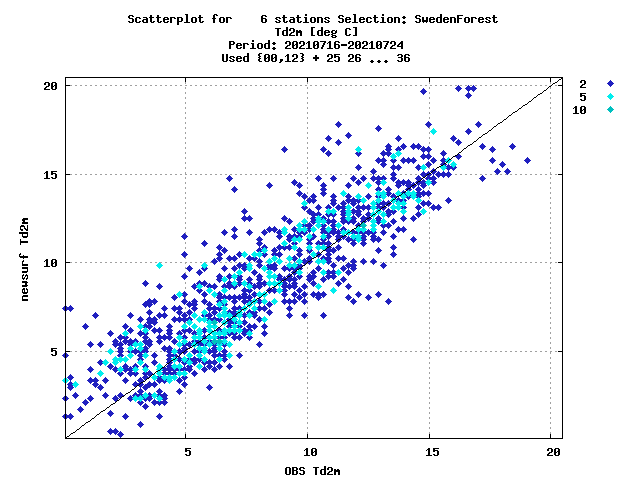 Scatterplot for    6 stations Selection: SwedenForest
Td2m [deg C]
Period: 20210716-20210724
Used {00,12} + 25 26 ... 36
20
15
10
5
newsurf Td2m
5 10 15 20
OBS Td2m
2
5
10